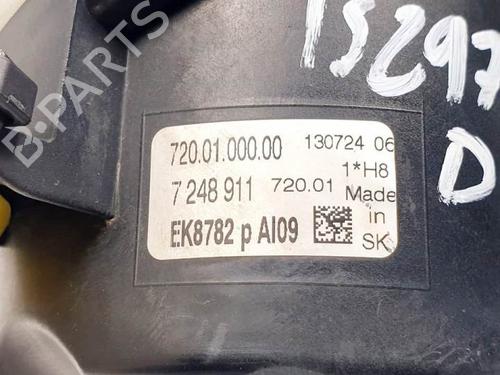 B-PARTS
15297
D
720.01.000.00 130724 06
1*H8
7 248 911 720.01 Made
in
EK8782 p AI09 SK